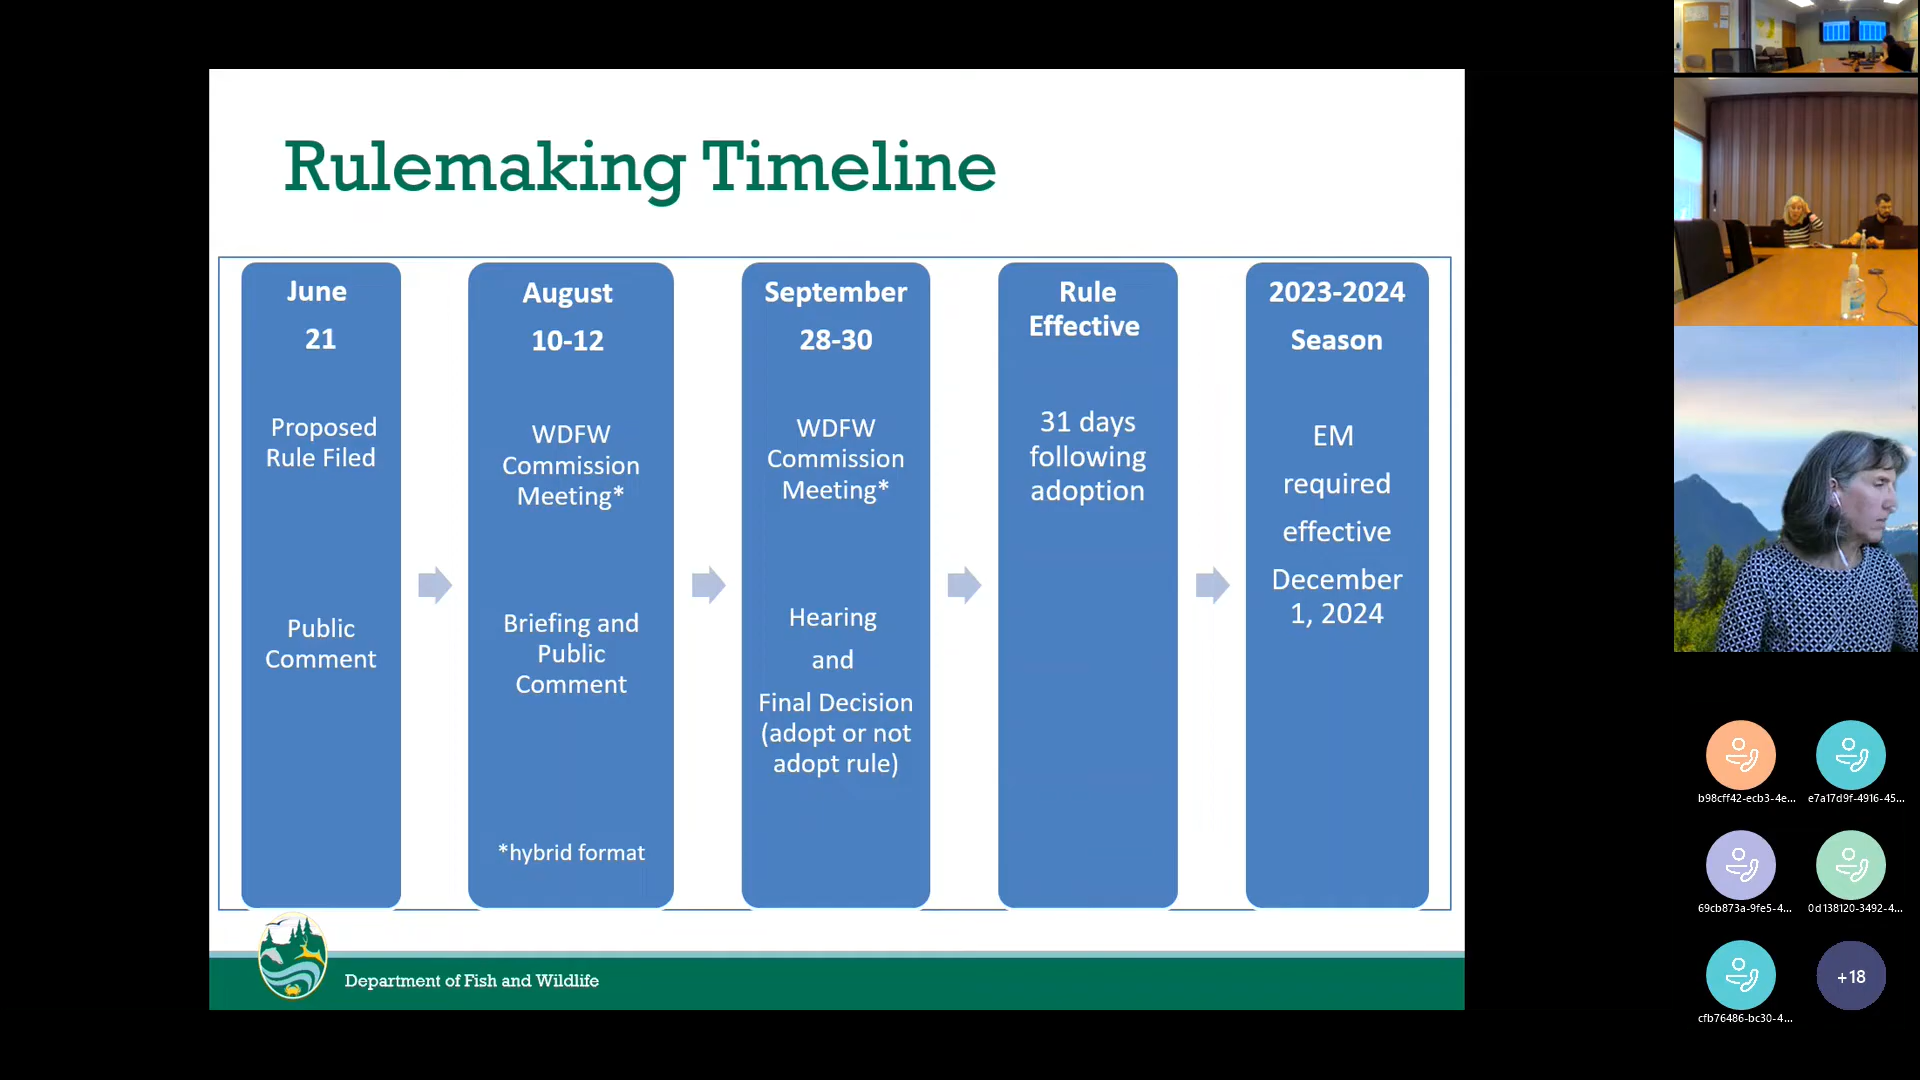 Rulemaking Timeline
June
21
Proposed
Rule Filed
Public
Comment
August
10-12
WDFW
Commission
Meeting*
Briefing and
Public
Comment
*hybrid format
September
28-30
WDFW
Commission
Meeting*
Hearing
and
Final Decision
(adopt or not
adopt rule)
Rule
Effective
31 days
following
adoption
2023-2024
Season
EM
required
effective
December
1, 2024
Department of Fish and Wildlife
b98cff42-ecb3-4e...
e7a17d9f-4916-45...
69cb873a-9fe5-4...
0d138120-3492-4...
cfb76486-bc30-4...
+18